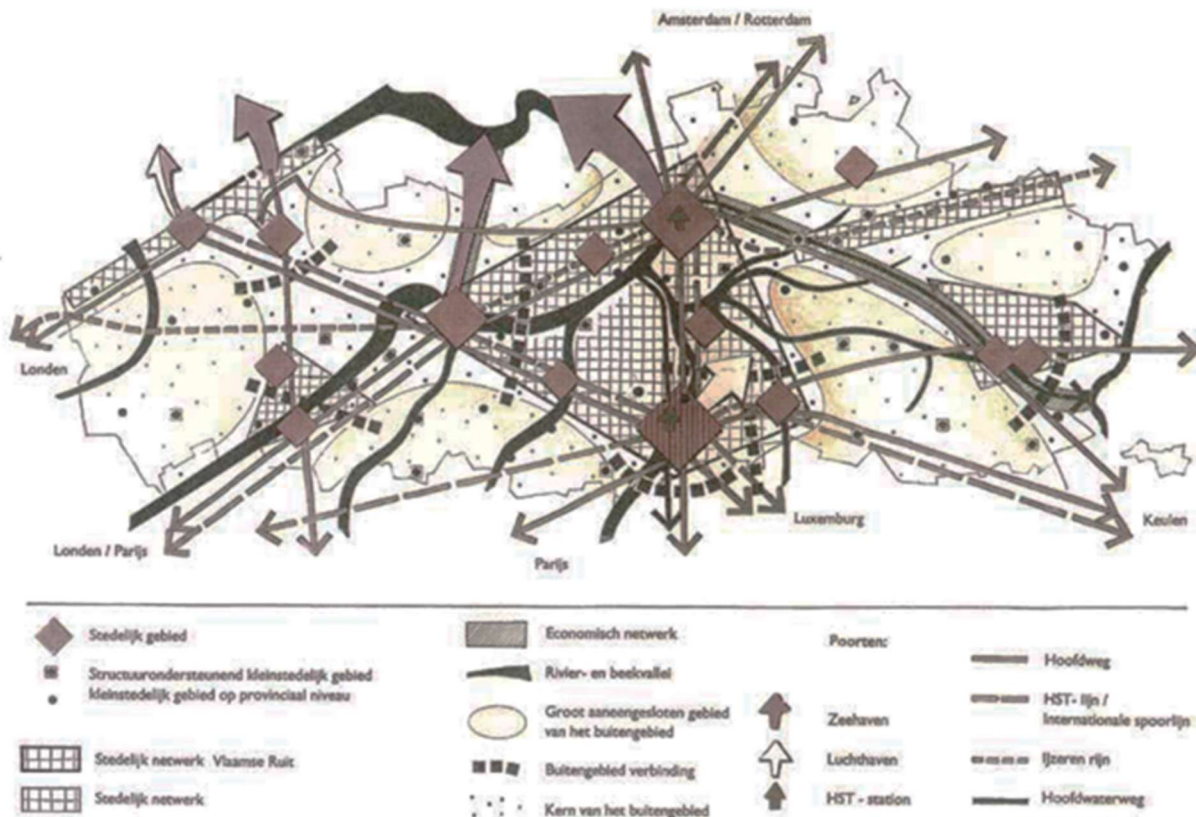 Amsterdam / Rotterdam
Londen
Londen / Parijs
Parijs
Luxemburg
Keulen
Stedelijk gebied
Structuurondersteunend kleinstedelijk gebied
kleinstedelijk gebied op provinciaal niveau
Stedelijk netwerk Vlaamse Ruit
Stedelijk netwerk
Economisch netwerk
Rivier- en beekvallei
Groot aaneengesloten gebied
van het buitengebied
Buitengebied verbinding
Kern van het buitengebied
Poorten:
Zeehaven
Luchthaven
HST - station
Hoofdweg
HST- lijn /
Internationale spoorlijn
Ijzeren rijn
Hoofdwaterweg